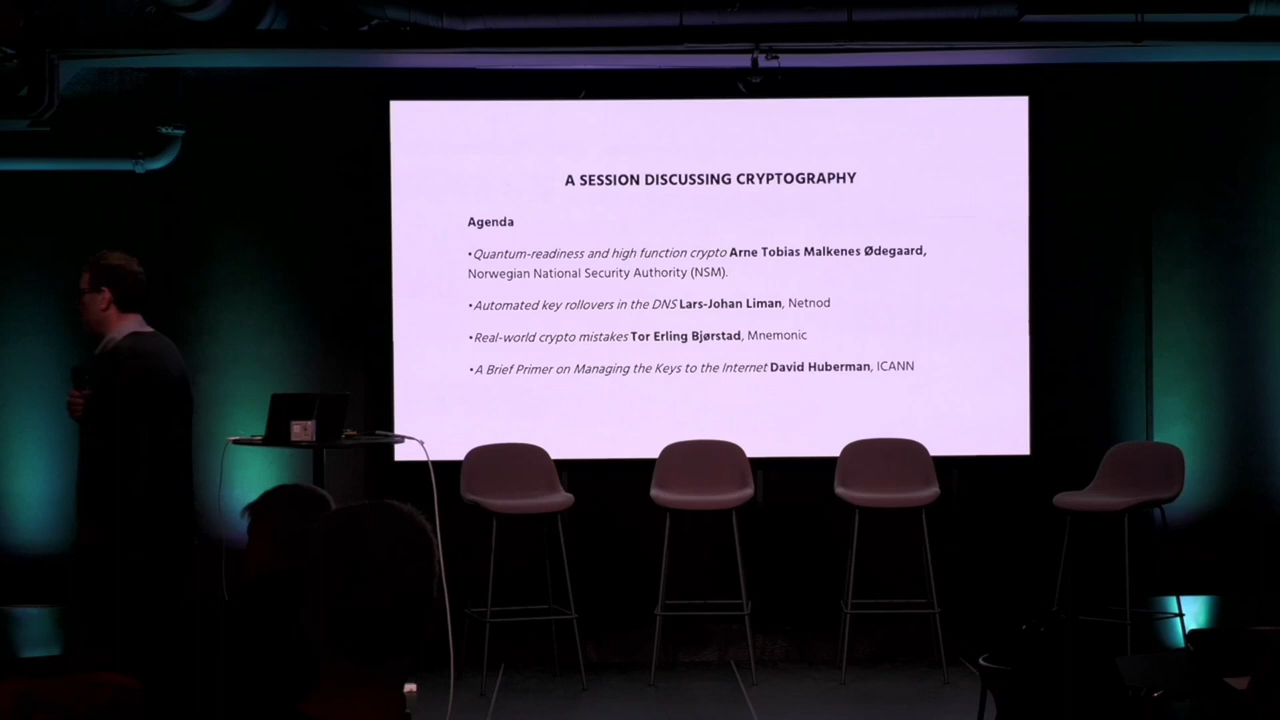 A SESSION DISCUSSING CRYPTOGRAPHY
Agenda
•Quantum-readiness and high function crypto Arne Tobias Malkenes Ødegaard,
Norwegian National Security Authority (NSM).
•Automated key rollovers in the DNS Lars-Johan Liman, Netnod
•Real-world crypto mistakes Tor Erling Bjørstad, Mnemonic
•A Brief Primer on Managing the Keys to the Internet David Huberman, ICANN